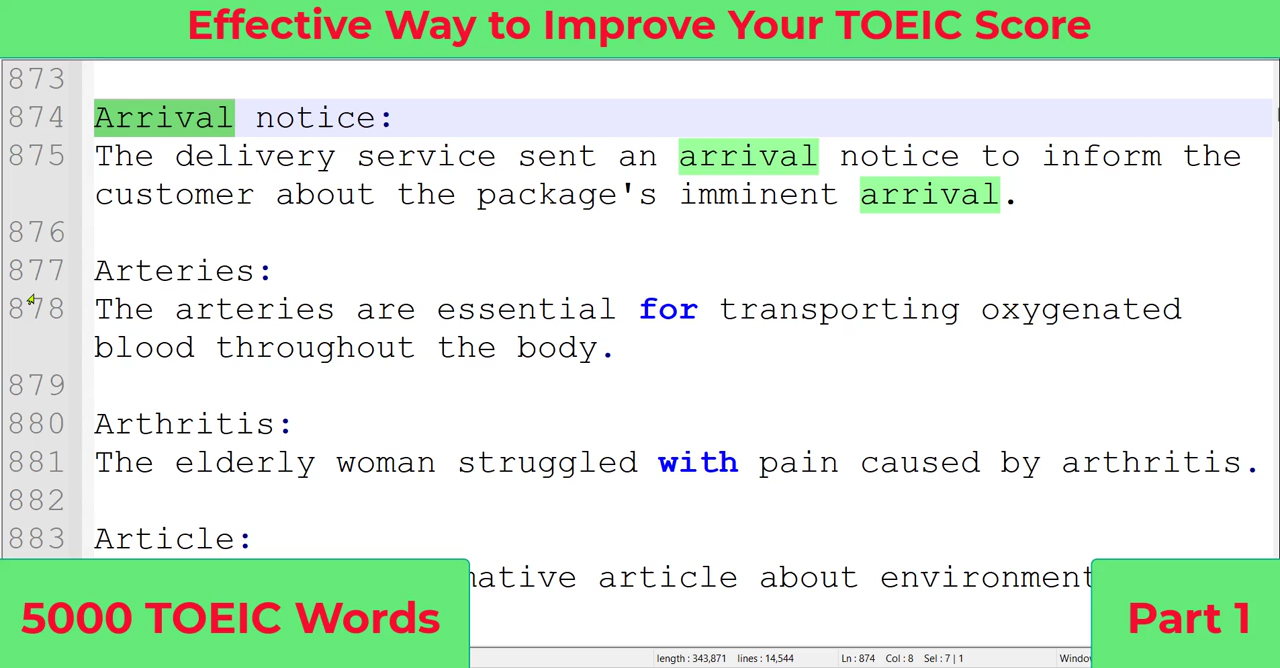 Effective Way to Improve Your TOEIC Score
873
874 Arrival notice:
875 The delivery service sent an arrival notice to inform the
customer about the package's imminent arrival.
876
877 Arteries:
878 The arteries are essential for transporting oxygenated
blood throughout the body.
879
880 Arthritis:
881 The elderly woman struggled with pain caused by arthritis.
882
883 Article:
article about
5000 TOEIC Words
Part 1
length : 343,871 lines : 14,544 Ln : 874 Col : 8 Sel : 7 | 1